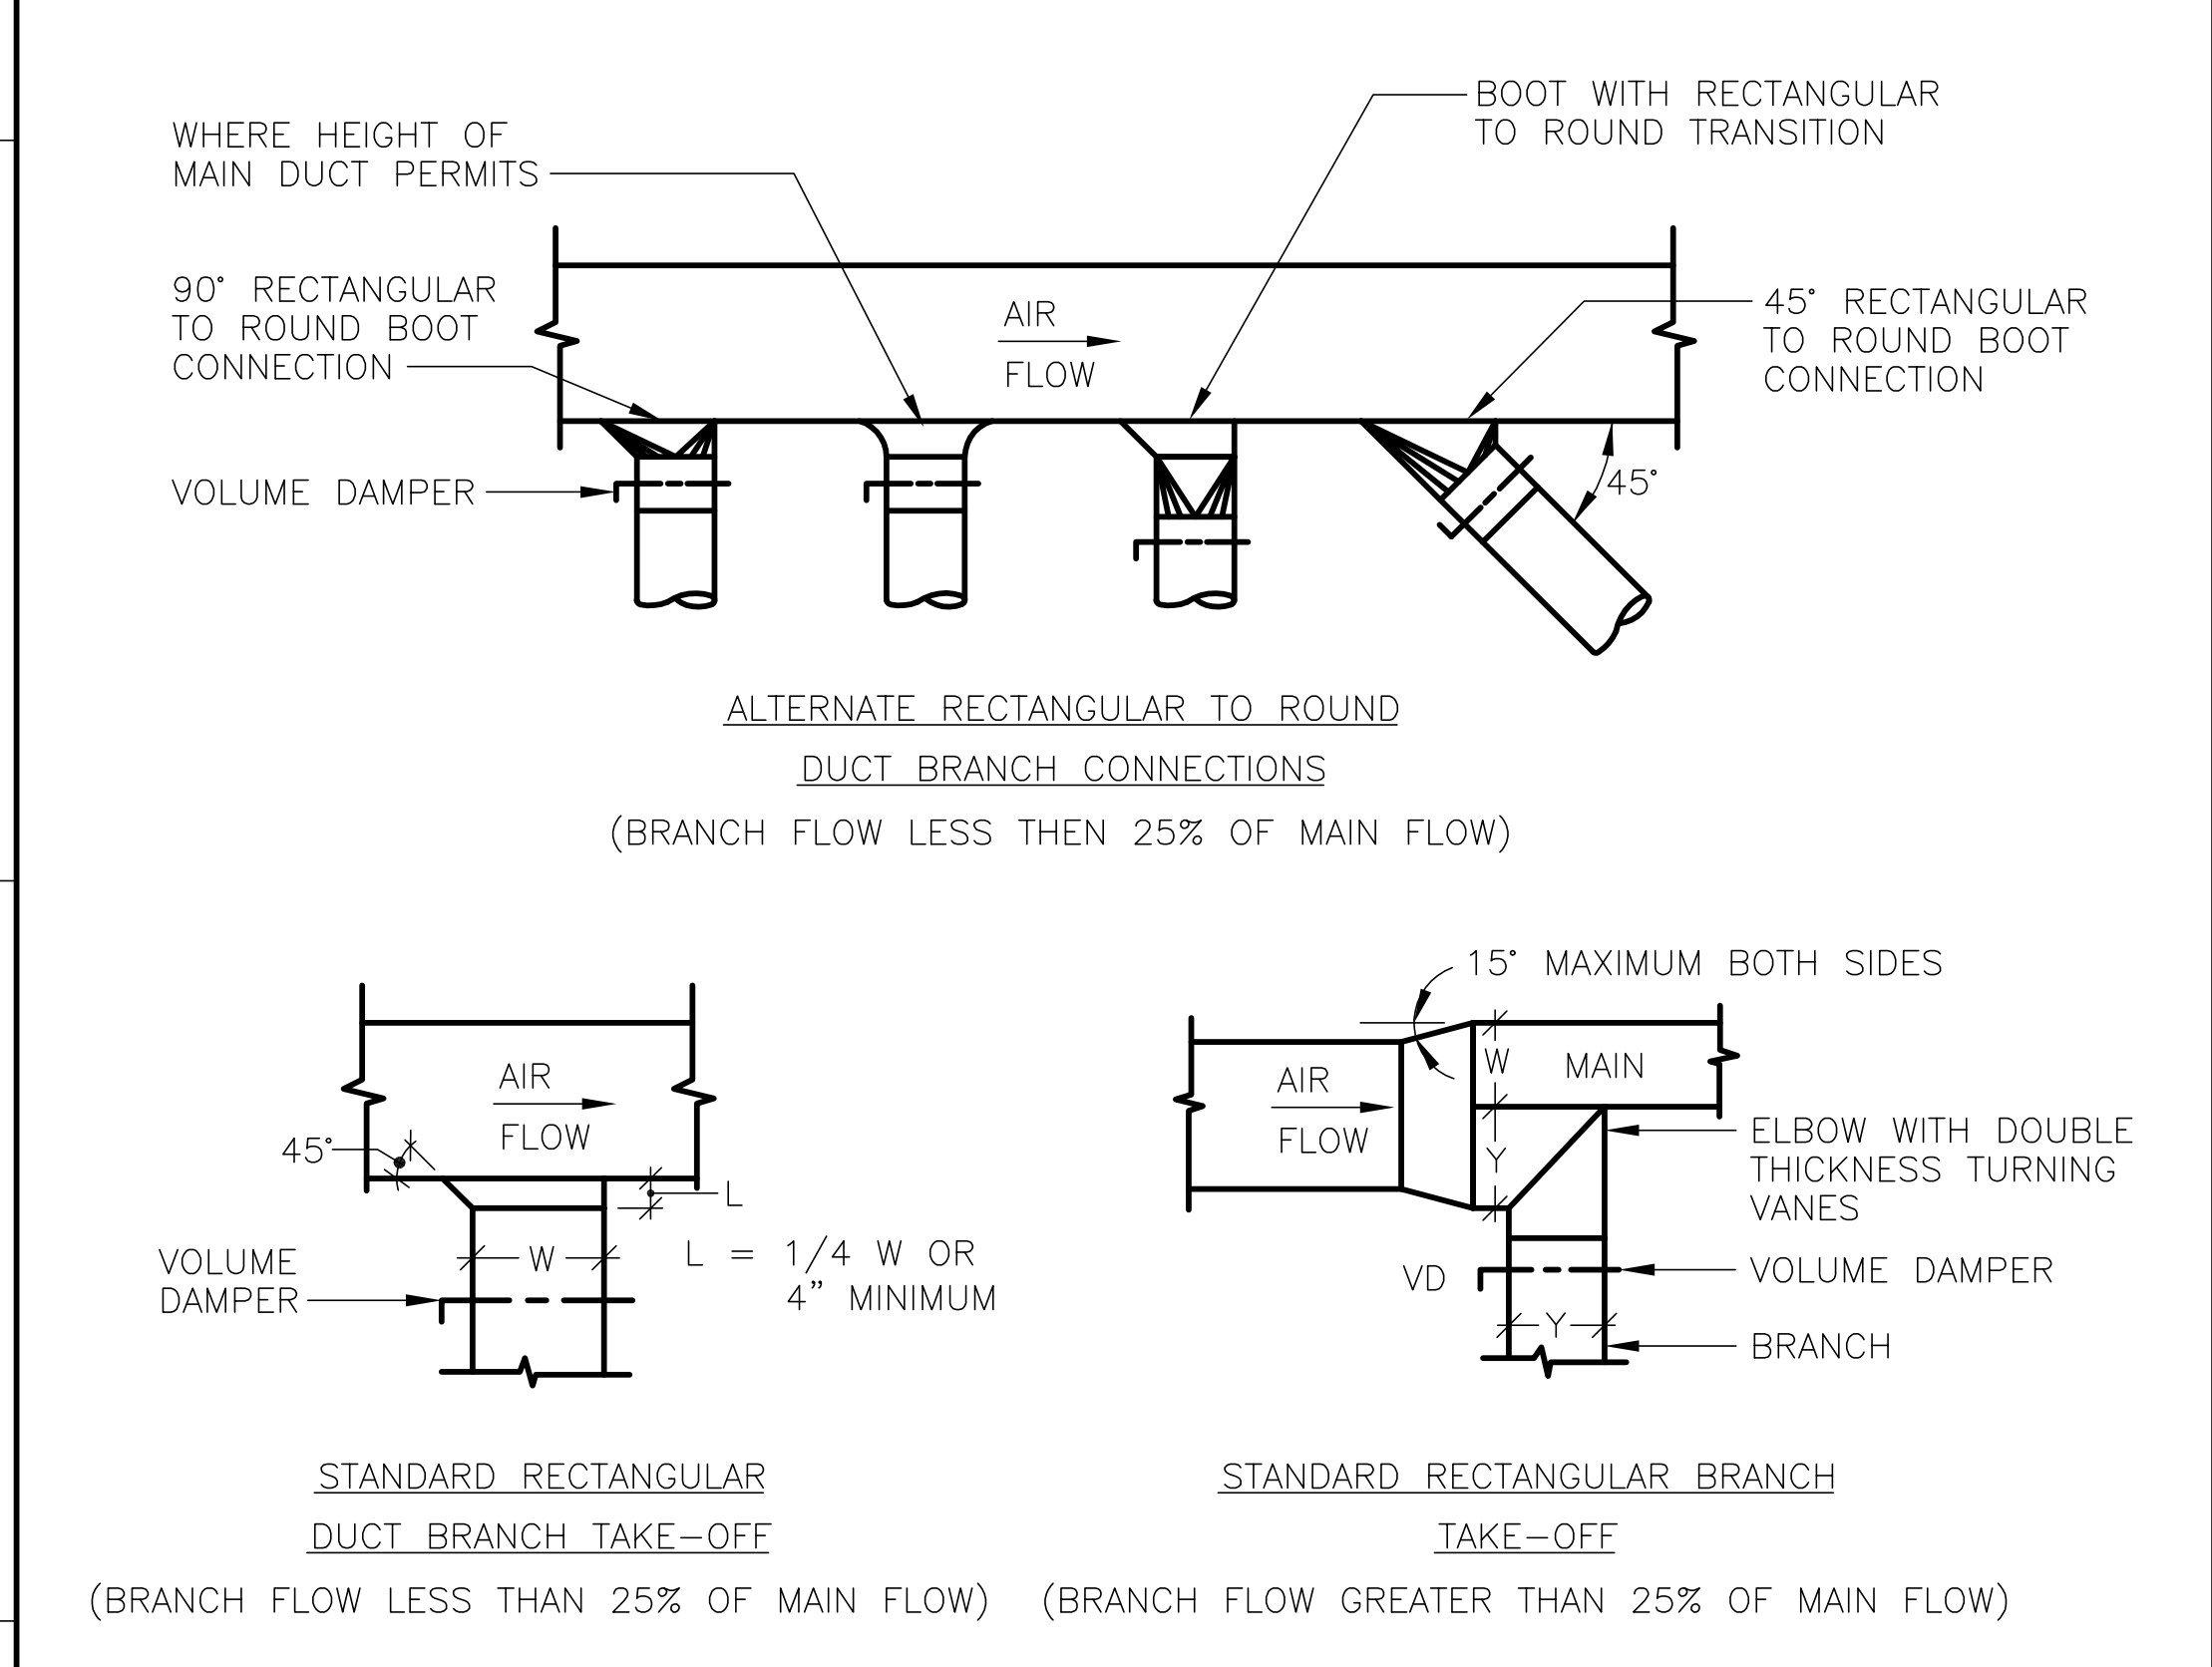 WHERE HEIGHT OF
MAIN DUCT PERMITS
BOOT WITH RECTANGULAR
TO ROUND TRANSITION
90° RECTANGULAR
TO ROUND BOOT
CONNECTION
AIR
FLOW
45° RECTANGULAR
TO ROUND BOOT
CONNECTION
VOLUME DAMPER
45°
ALTERNATE RECTANGULAR TO ROUND
DUCT BRANCH CONNECTIONS
(BRANCH FLOW LESS THEN 25% OF MAIN FLOW)
AIR
FLOW
45°
L
W
L = 1/4 W OR
4” MINIMUM
VOLUME
DAMPER
STANDARD RECTANGULAR
DUCT BRANCH TAKE-OFF
(BRANCH FLOW LESS THAN 25% OF MAIN FLOW)
15° MAXIMUM BOTH SIDES
W
MAIN
AIR
FLOW
Y
ELBOW WITH DOUBLE
THICKNESS TURNING
VANES
VD
VOLUME DAMPER
Y
BRANCH
STANDARD RECTANGULAR BRANCH
TAKE-OFF
(BRANCH FLOW GREATER THAN 25% OF MAIN FLOW)